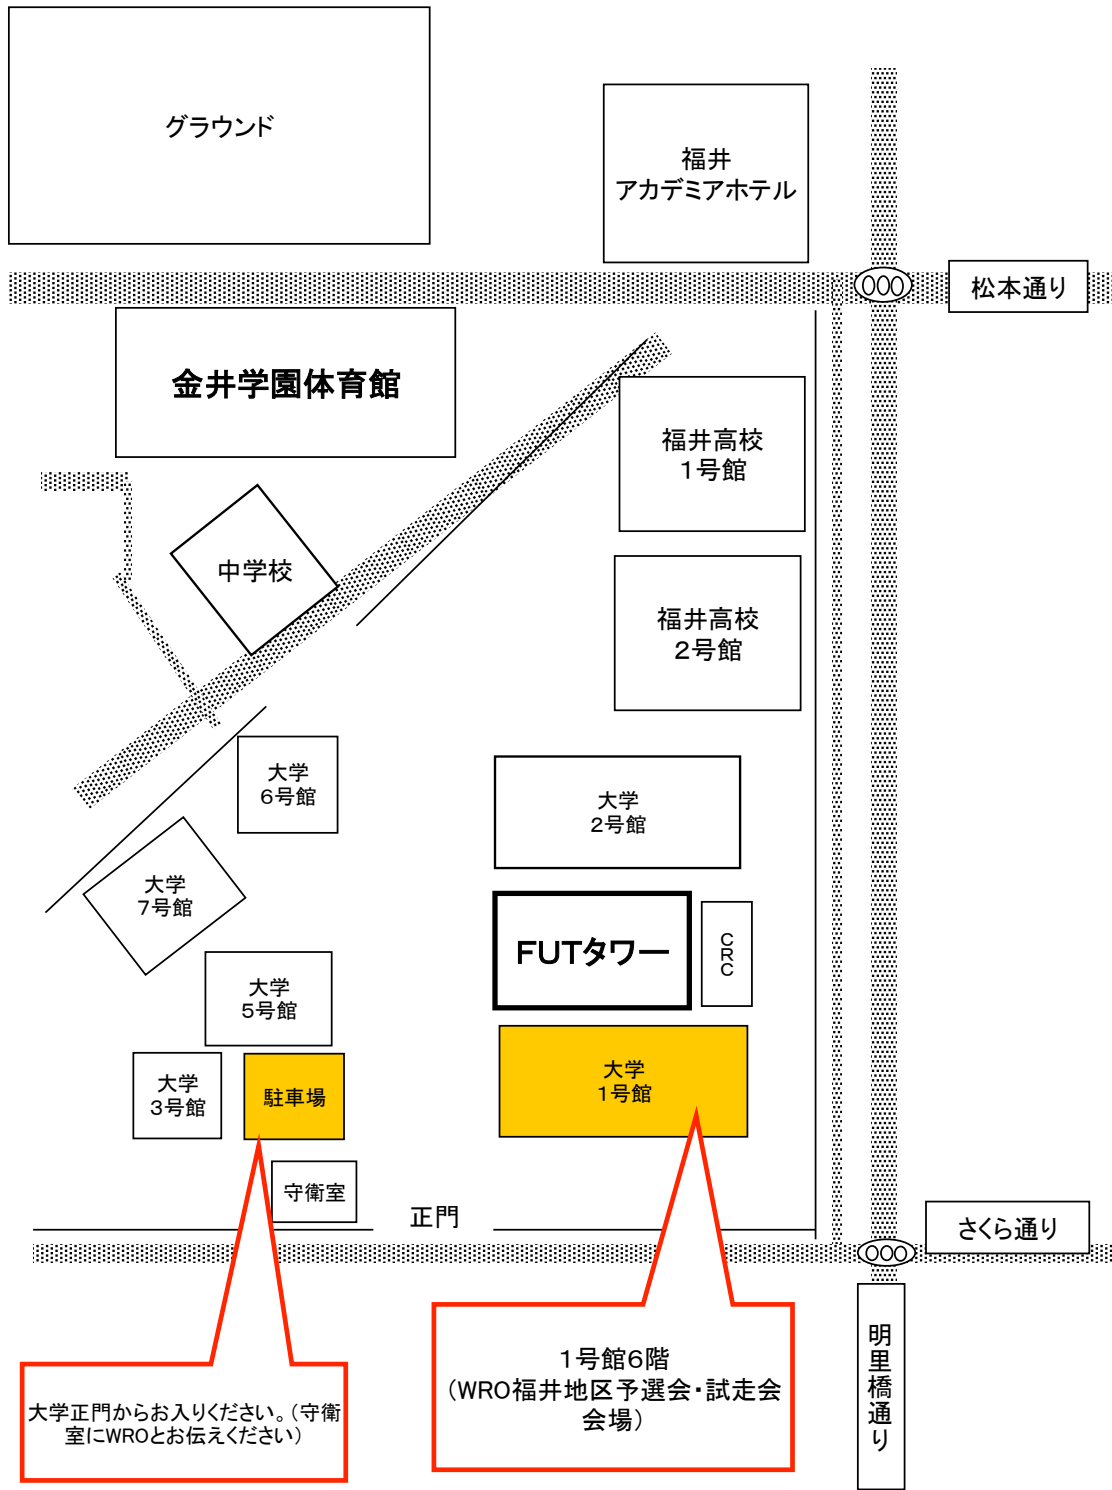 グラウンド
福井
アカデミアホテル
松本通り
金井学園体育館
福井高校
1号館
中学校
福井高校
2号館
大学
6号館
大学
2号館
大学
7号館
FUTタワー
CRC
大学
5号館
大学
3号館
駐車場
大学
1号館
守衛室
正門
さくら通り
明里橋通り
1号館6階
(WRO福井地区予選会・試走会
会場)
大学正門からお入りください。(守衛
室にWROとお伝えください)